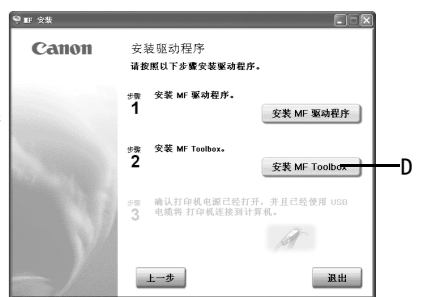 MF 安装
Canon
安装驱动程序
请按照以下步骤安装驱动程序。
步骤 1
安装 MF 驱动程序。
安装 MF 驱动程序
步骤 2
安装 MF Toolbox。
安装 MF Toolbox
D
步骤 3
确认打印机电源已经打开，并且已经使用 USB
电缆将 打印机连接到计算机。
上一步
退出